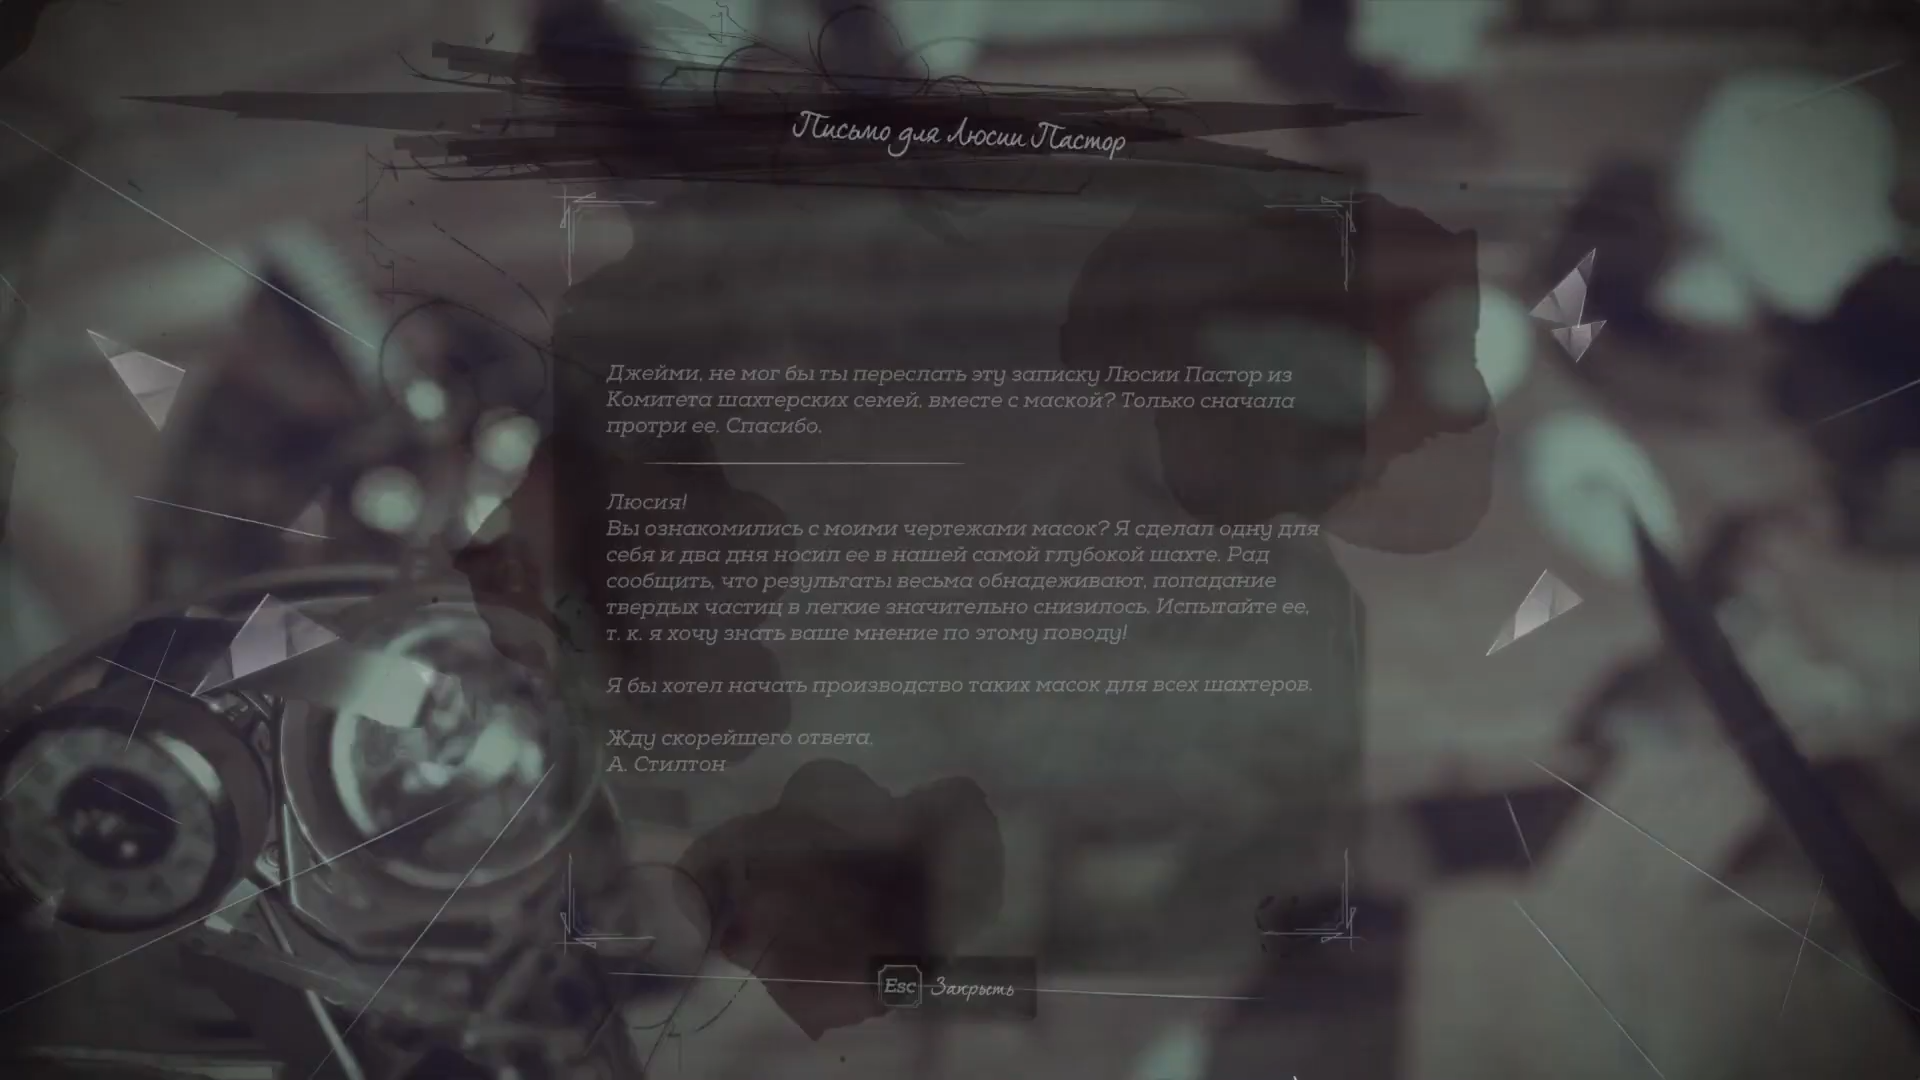 Письмо для Люсии Пастор
Джейми, не мог бы ты переслать эту записку Люсии Пастор из
Комитета шахтерских семей, вместе с маской? Только сначала
протри ее. Спасибо.
Люсия!
Вы ознакомились с моими чертежами масок? Я сделал одну для
себя и два дня носил ее в нашей самой глубокой шахте. Рад
сообщить, что результаты весьма обнадеживают, попадание
твердых частиц в легкие значительно снизилось. Испытайте ее,
т. к. я хочу знать ваше мнение по этому поводу!
Я бы хотел начать производство таких масок для всех шахтеров.
Жду скорейшего ответа,
А. Стилтон
Esc Закрыть